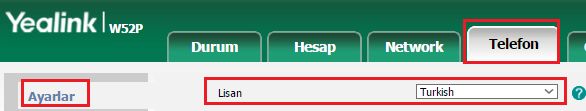 Yealink W52P
Durum Hesap Network Telefon
Ayarlar
Lisan Turkish